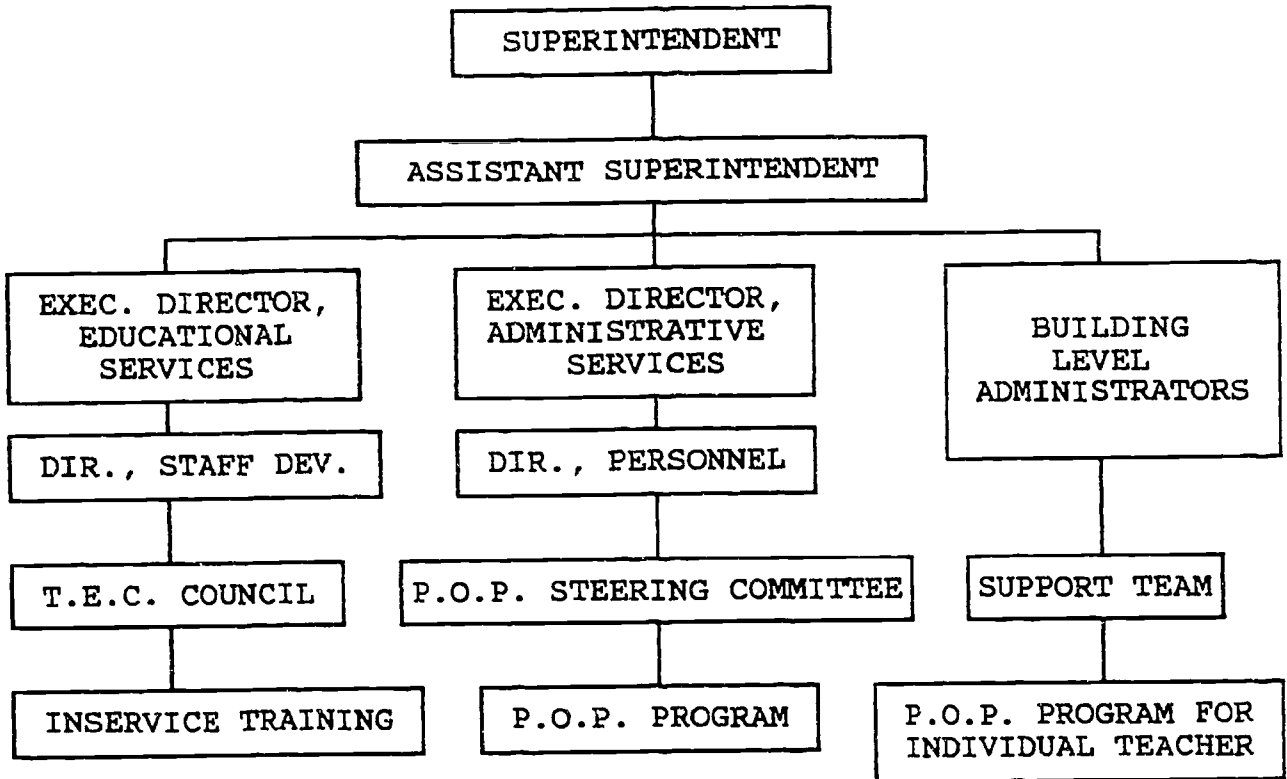 SUPERINTENDENT
ASSISTANT SUPERINTENDENT
EXEC. DIRECTOR,
EDUCATIONAL
SERVICES
EXEC. DIRECTOR,
ADMINISTRATIVE
SERVICES
BUILDING
LEVEL
ADMINISTRATORS
DIR., STAFF DEV.
DIR., PERSONNEL
T.E.C. COUNCIL
P.O.P. STEERING COMMITTEE
SUPPORT TEAM
INSERVICE TRAINING
P.O.P. PROGRAM
P.O.P. PROGRAM FOR
INDIVIDUAL TEACHER